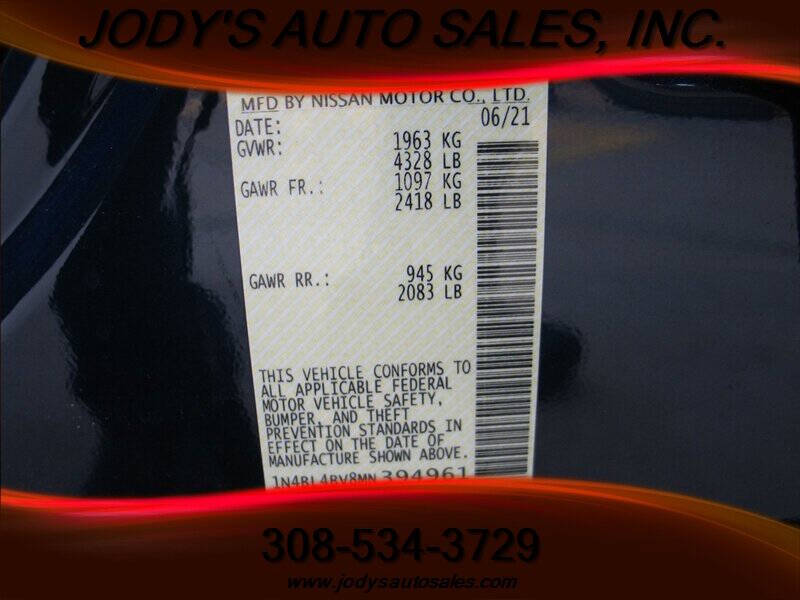 JODY'S AUTO SALES, INC.
MFD BY NISSAN MOTOR CO., LTD.
DATE: 06/21
GVWR: 1963 KG
4328 LB
GAWR FR.: 1097 KG
2418 LB
GAWR RR.: 945 KG
2083 LB
THIS VEHICLE CONFORMS TO
ALL APPLICABLE FEDERAL
MOTOR VEHICLE SAFETY,
BUMPER, AND THEFT
PREVENTION STANDARDS IN
EFFECT ON THE DATE OF
MANUFACTURE SHOWN ABOVE.
1N4BL4BV8MN394961
308-534-3729
www.jodysautosales.com